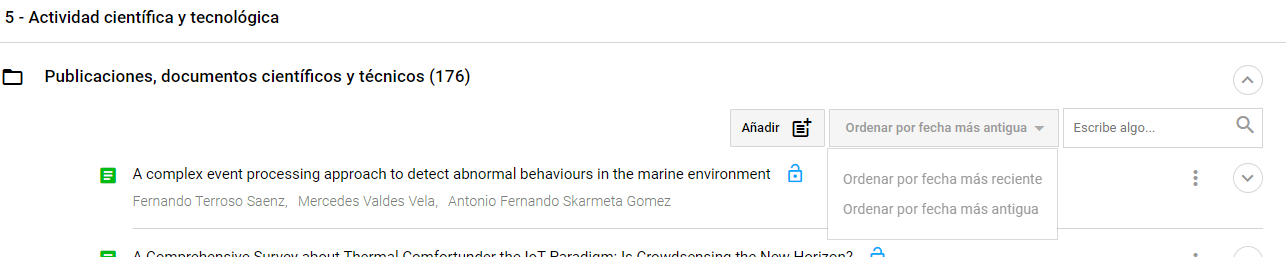 5 - Actividad científica y tecnológica
Publicaciones, documentos científicos y técnicos (176)
Añadir
Ordenar por fecha más antigua
Escribe algo...
Ordenar por fecha más reciente
Ordenar por fecha más antigua
A complex event processing approach to detect abnormal behaviours in the marine environment
Fernando Terroso Saenz, Mercedes Valdes Vela, Antonio Fernando Skarmeta Gomez
A Comprehensive Survey about Thermal Comfortunder the IoT Paradigm: Is Crowdsensing the New Horizon?